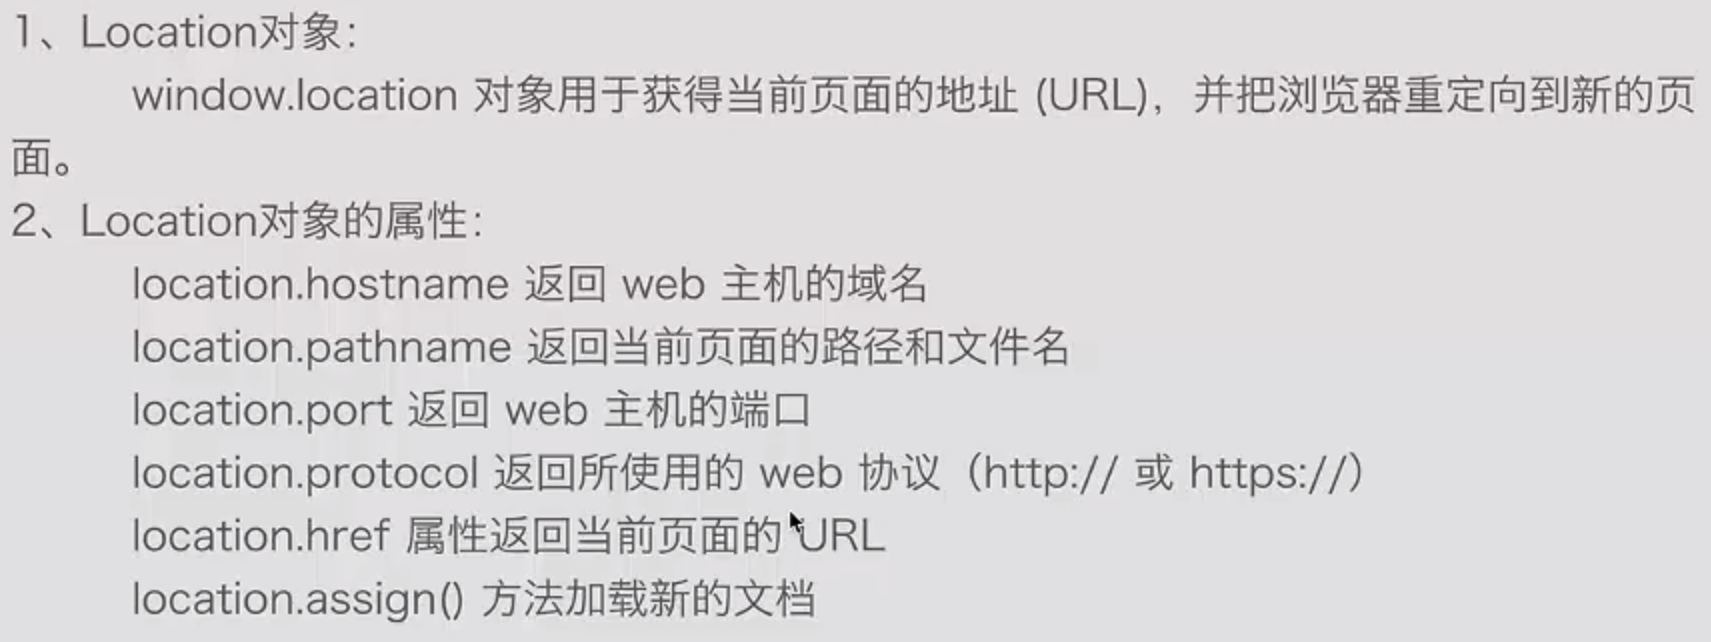 1、Location对象：
window.location 对象用于获得当前页面的地址 (URL)，并把浏览器重定向到新的页
面。
2、Location对象的属性：
location.hostname 返回 web 主机的域名
location.pathname 返回当前页面的路径和文件名
location.port 返回 web 主机的端口
location.protocol 返回所使用的 web 协议（http:// 或 https://）
location.href 属性返回当前页面的 URL
location.assign() 方法加载新的文档